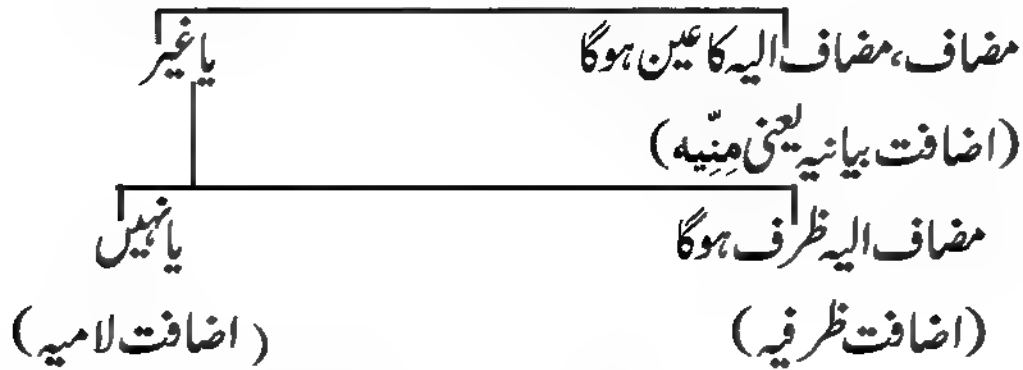 مضاف، مضاف الیہ کا عین ہوگا یا غیر
(اضافت بیانیہ یعنی مِنِّیہ)
مضاف الیہ ظرف ہوگا یا نہیں
(اضافت ظرفیہ) (اضافت لامیہ)